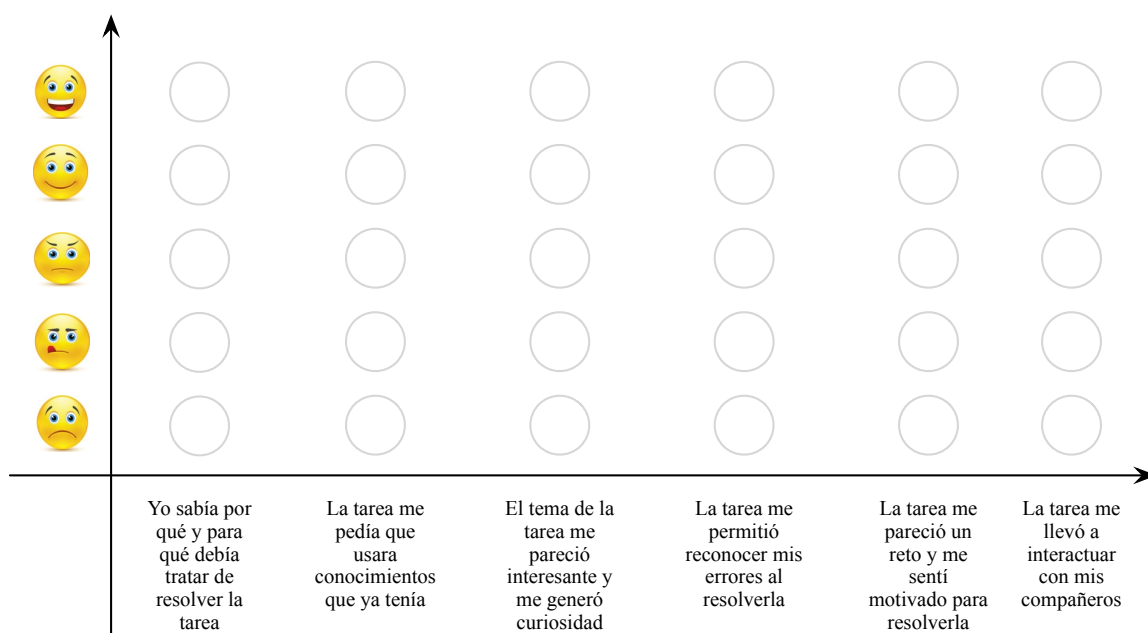 Yo sabía por
qué y para
qué debía
tratar de
resolver la
tarea
La tarea me
pedía que
usara
conocimientos
que ya tenía
El tema de la
tarea me
pareció
interesante y
me generó
curiosidad
La tarea me
permitió
reconocer mis
errores al
resolverla
La tarea me
pareció un
reto y me
sentí
motivado para
resolverla
La tarea me
llevó a
interactuar
con mis
compañeros